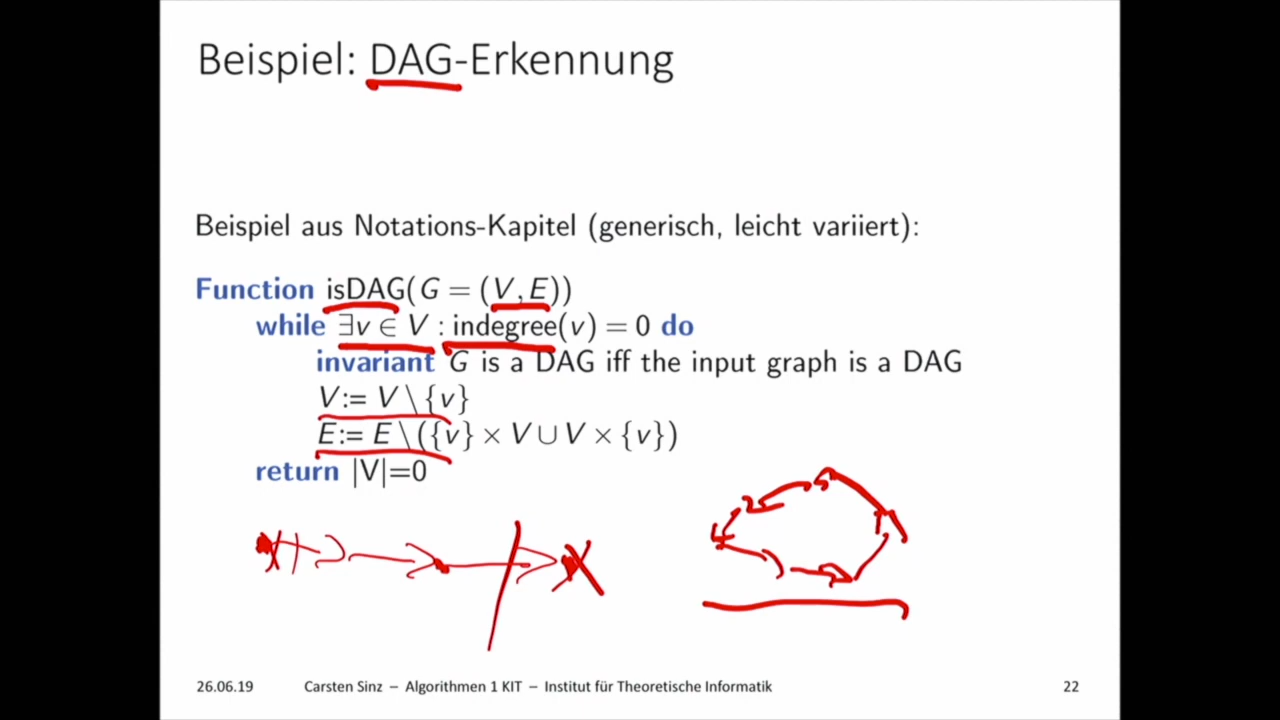 Beispiel: DAG-Erkennung
Beispiel aus Notations-Kapitel (generisch, leicht variiert):
Function isDAG(G = (V, E))
while ∃v ∈ V : indegree(v) = 0 do
invariant G is a DAG iff the input graph is a DAG
V := V \ {v}
E := E \ ({v} × V ∪ V × {v})
return |V|=0
26.06.19 Carsten Sinz – Algorithmen 1 KIT – Institut für Theoretische Informatik 22